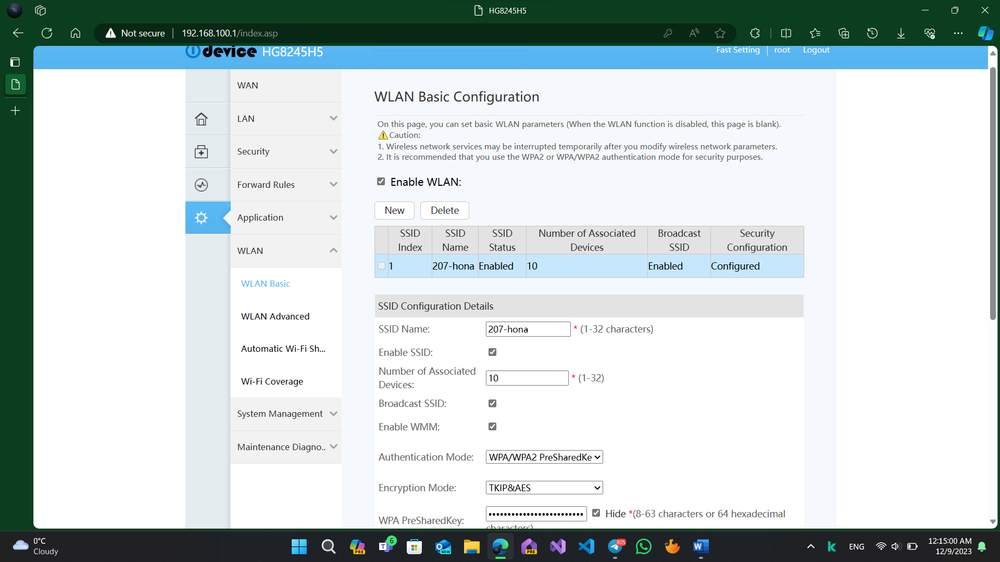 HG8245H5
Not secure
192.168.100.1/index.asp
device HG8245H5
Fast Setting
root
Logout
WAN
LAN
Security
Forward Rules
Application
WLAN
WLAN Basic
WLAN Advanced
Automatic Wi-Fi Sh...
Wi-Fi Coverage
System Management
Maintenance Diagno..
WLAN Basic Configuration
On this page, you can set basic WLAN parameters (When the WLAN function is disabled, this page is blank).
Caution:
1. Wireless network services may be interrupted temporarily after you modify wireless network parameters.
2. It is recommended that you use the WPA2 or WPA/WPA2 authentication mode for security purposes.
Enable WLAN:
New
Delete
SSID Index
SSID Name
SSID Status
Number of Associated Devices
Broadcast SSID
Security Configuration
1
207-hona
Enabled
10
Enabled
Configured
SSID Configuration Details
SSID Name:
207-hona
* (1-32 characters)
Enable SSID:
Number of Associated
Devices:
10
* (1-32)
Broadcast SSID:
Enable WMM:
Authentication Mode:
WPA/WPA2 PreSharedKe
Encryption Mode:
TKIP&AES
WPA PreSharedKey:
Hide *(8-63 characters or 64 hexadecimal
characters)
0°C
Cloudy
PRE
6
NEW
PRE
805
ENG
12:15:00 AM
12/9/2023